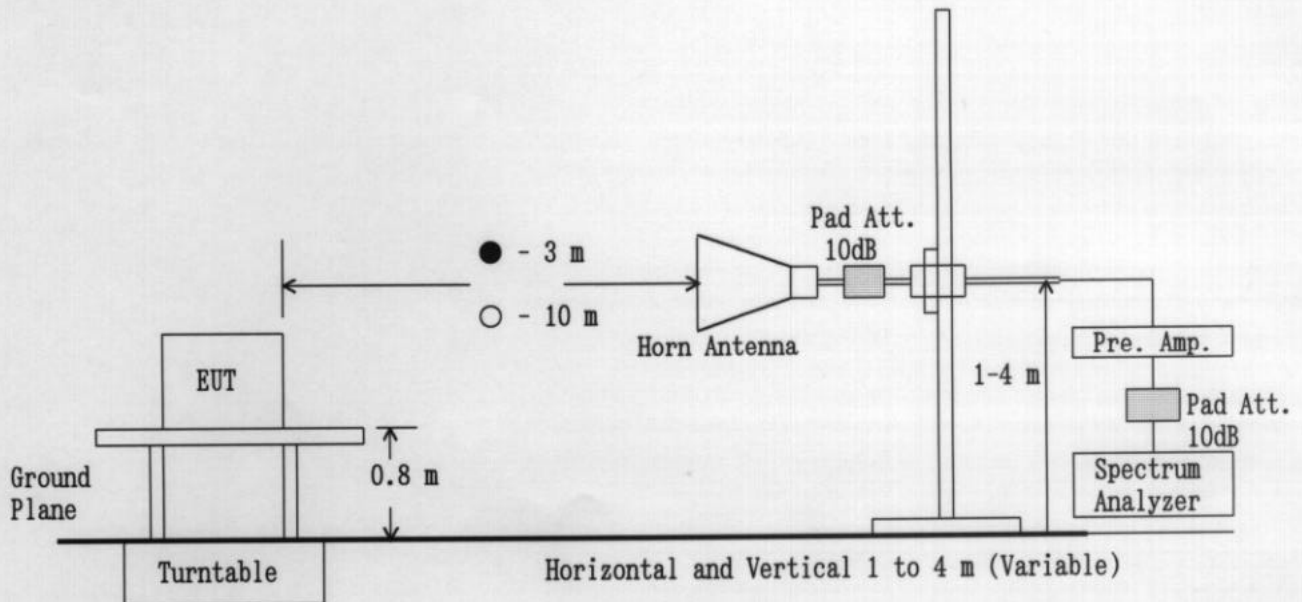 Pad Att.
10dB
● - 3 m
○ - 10 m
Horn Antenna
EUT
Pre. Amp.
1-4 m
Pad Att.
10dB
0.8 m
Ground
Plane
Spectrum
Analyzer
Turntable
Horizontal and Vertical 1 to 4 m (Variable)